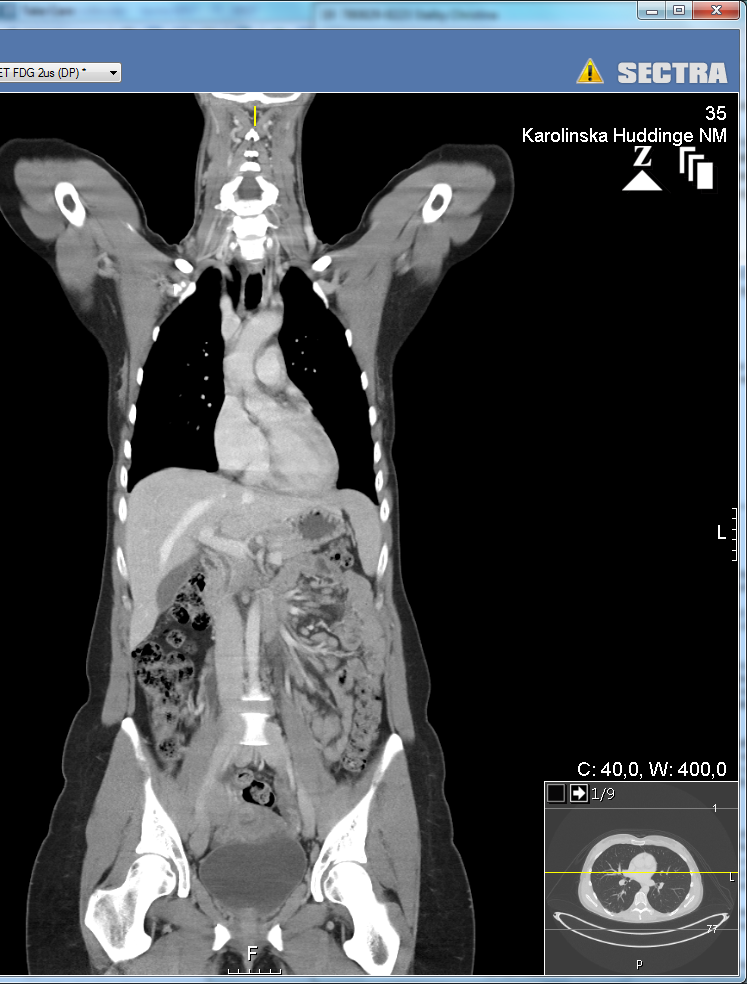 ET FDG 2us (DP) *
SECTRA
35
Karolinska Huddinge NM
Z
L
C: 40,0, W: 400,0
1/9
1
L
77
P
F